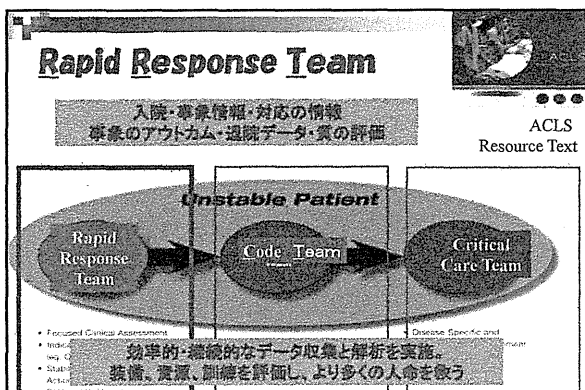 Rapid Response Team
入院・事象情報・対応の情報
事象のアウトカム・退院データ・質の評価
ACLS
ACLS
Resource Text
Unstable Patient
Rapid
Response
Team
Code Team
Critical
Care Team
• Focused Clinical Assessment
• Disease Specific and
効率的・継続的なデータ収集と解析を実施。
装備、資源、訓練を評価し、より多くの人命を救う